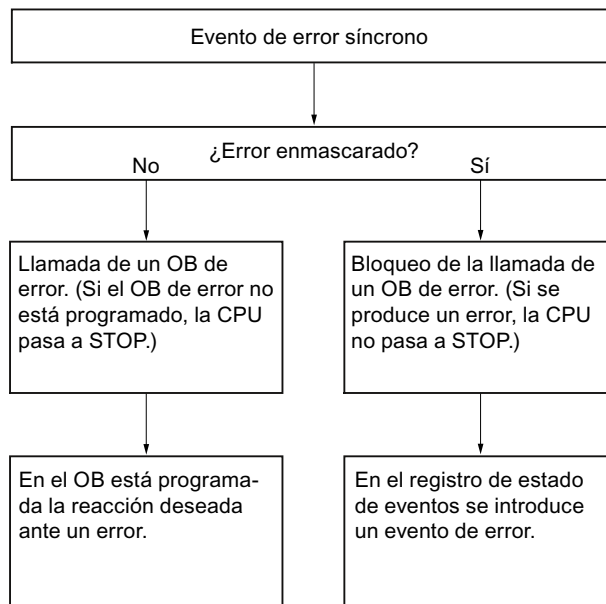 Evento de error síncrono
¿Error enmascarado?
No
Sí
Llamada de un OB de
error. (Si el OB de error no
está programado, la CPU
pasa a STOP.)
Bloqueo de la llamada de
un OB de error. (Si se
produce un error, la CPU
no pasa a STOP.)
En el OB está programa-
da la reacción deseada
ante un error.
En el registro de estado
de eventos se introduce
un evento de error.